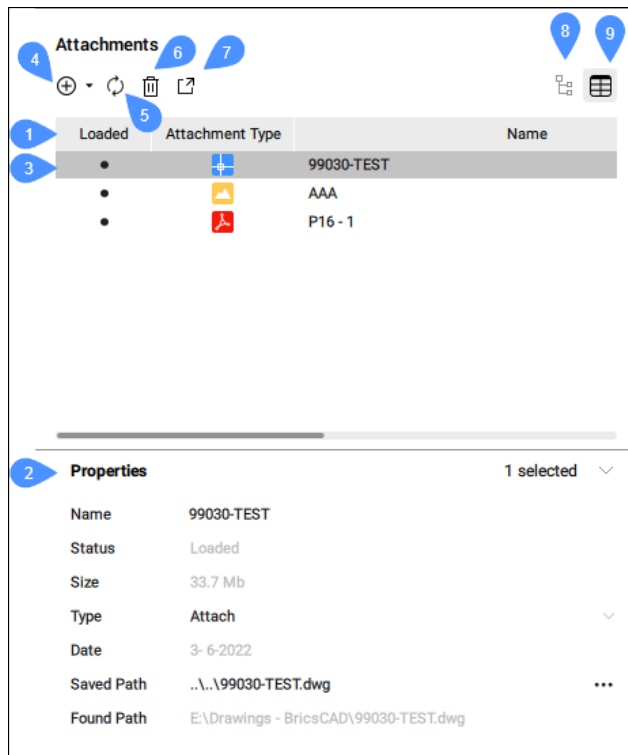 Attachments
4
6
7
8
9
5
1
Loaded Attachment Type Name
3
99030-TEST
AAA
P16 - 1
2
Properties 1 selected
Name 99030-TEST
Status Loaded
Size 33.7 Mb
Type Attach
Date 3- 6-2022
Saved Path ..\..\99030-TEST.dwg •••
Found Path E:\Drawings - BricsCAD\99030-TEST.dwg